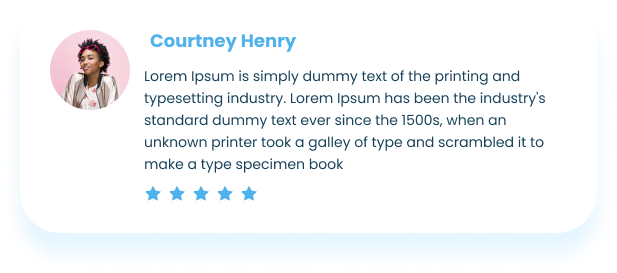 Courtney Henry
Lorem Ipsum is simply dummy text of the printing and
typesetting industry. Lorem Ipsum has been the industry's
standard dummy text ever since the 1500s, when an
unknown printer took a galley of type and scrambled it to
make a type specimen book